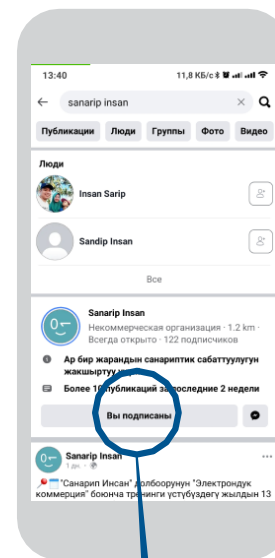 13:40 11,8 КБ/с
sanarip insan
Публикации Люди Группы Фото Видео
Люди
Insan Sarip
Sandip Insan
Все
Sanarip Insan
Некоммерческая организация · 1.2 km ·
Всегда открыто · 122 подписчиков
Ар бир жарандын санариптик сабаттуулугун
жакшыртуу
Более 10 публикаций за последние 2 недели
Вы подписаны
Sanarip Insan
1 дн. ·
"Санарип Инсан" долбоорунун "Электрондук
коммерция" боюнча тренинги үстүбүздөгү жылдын 13